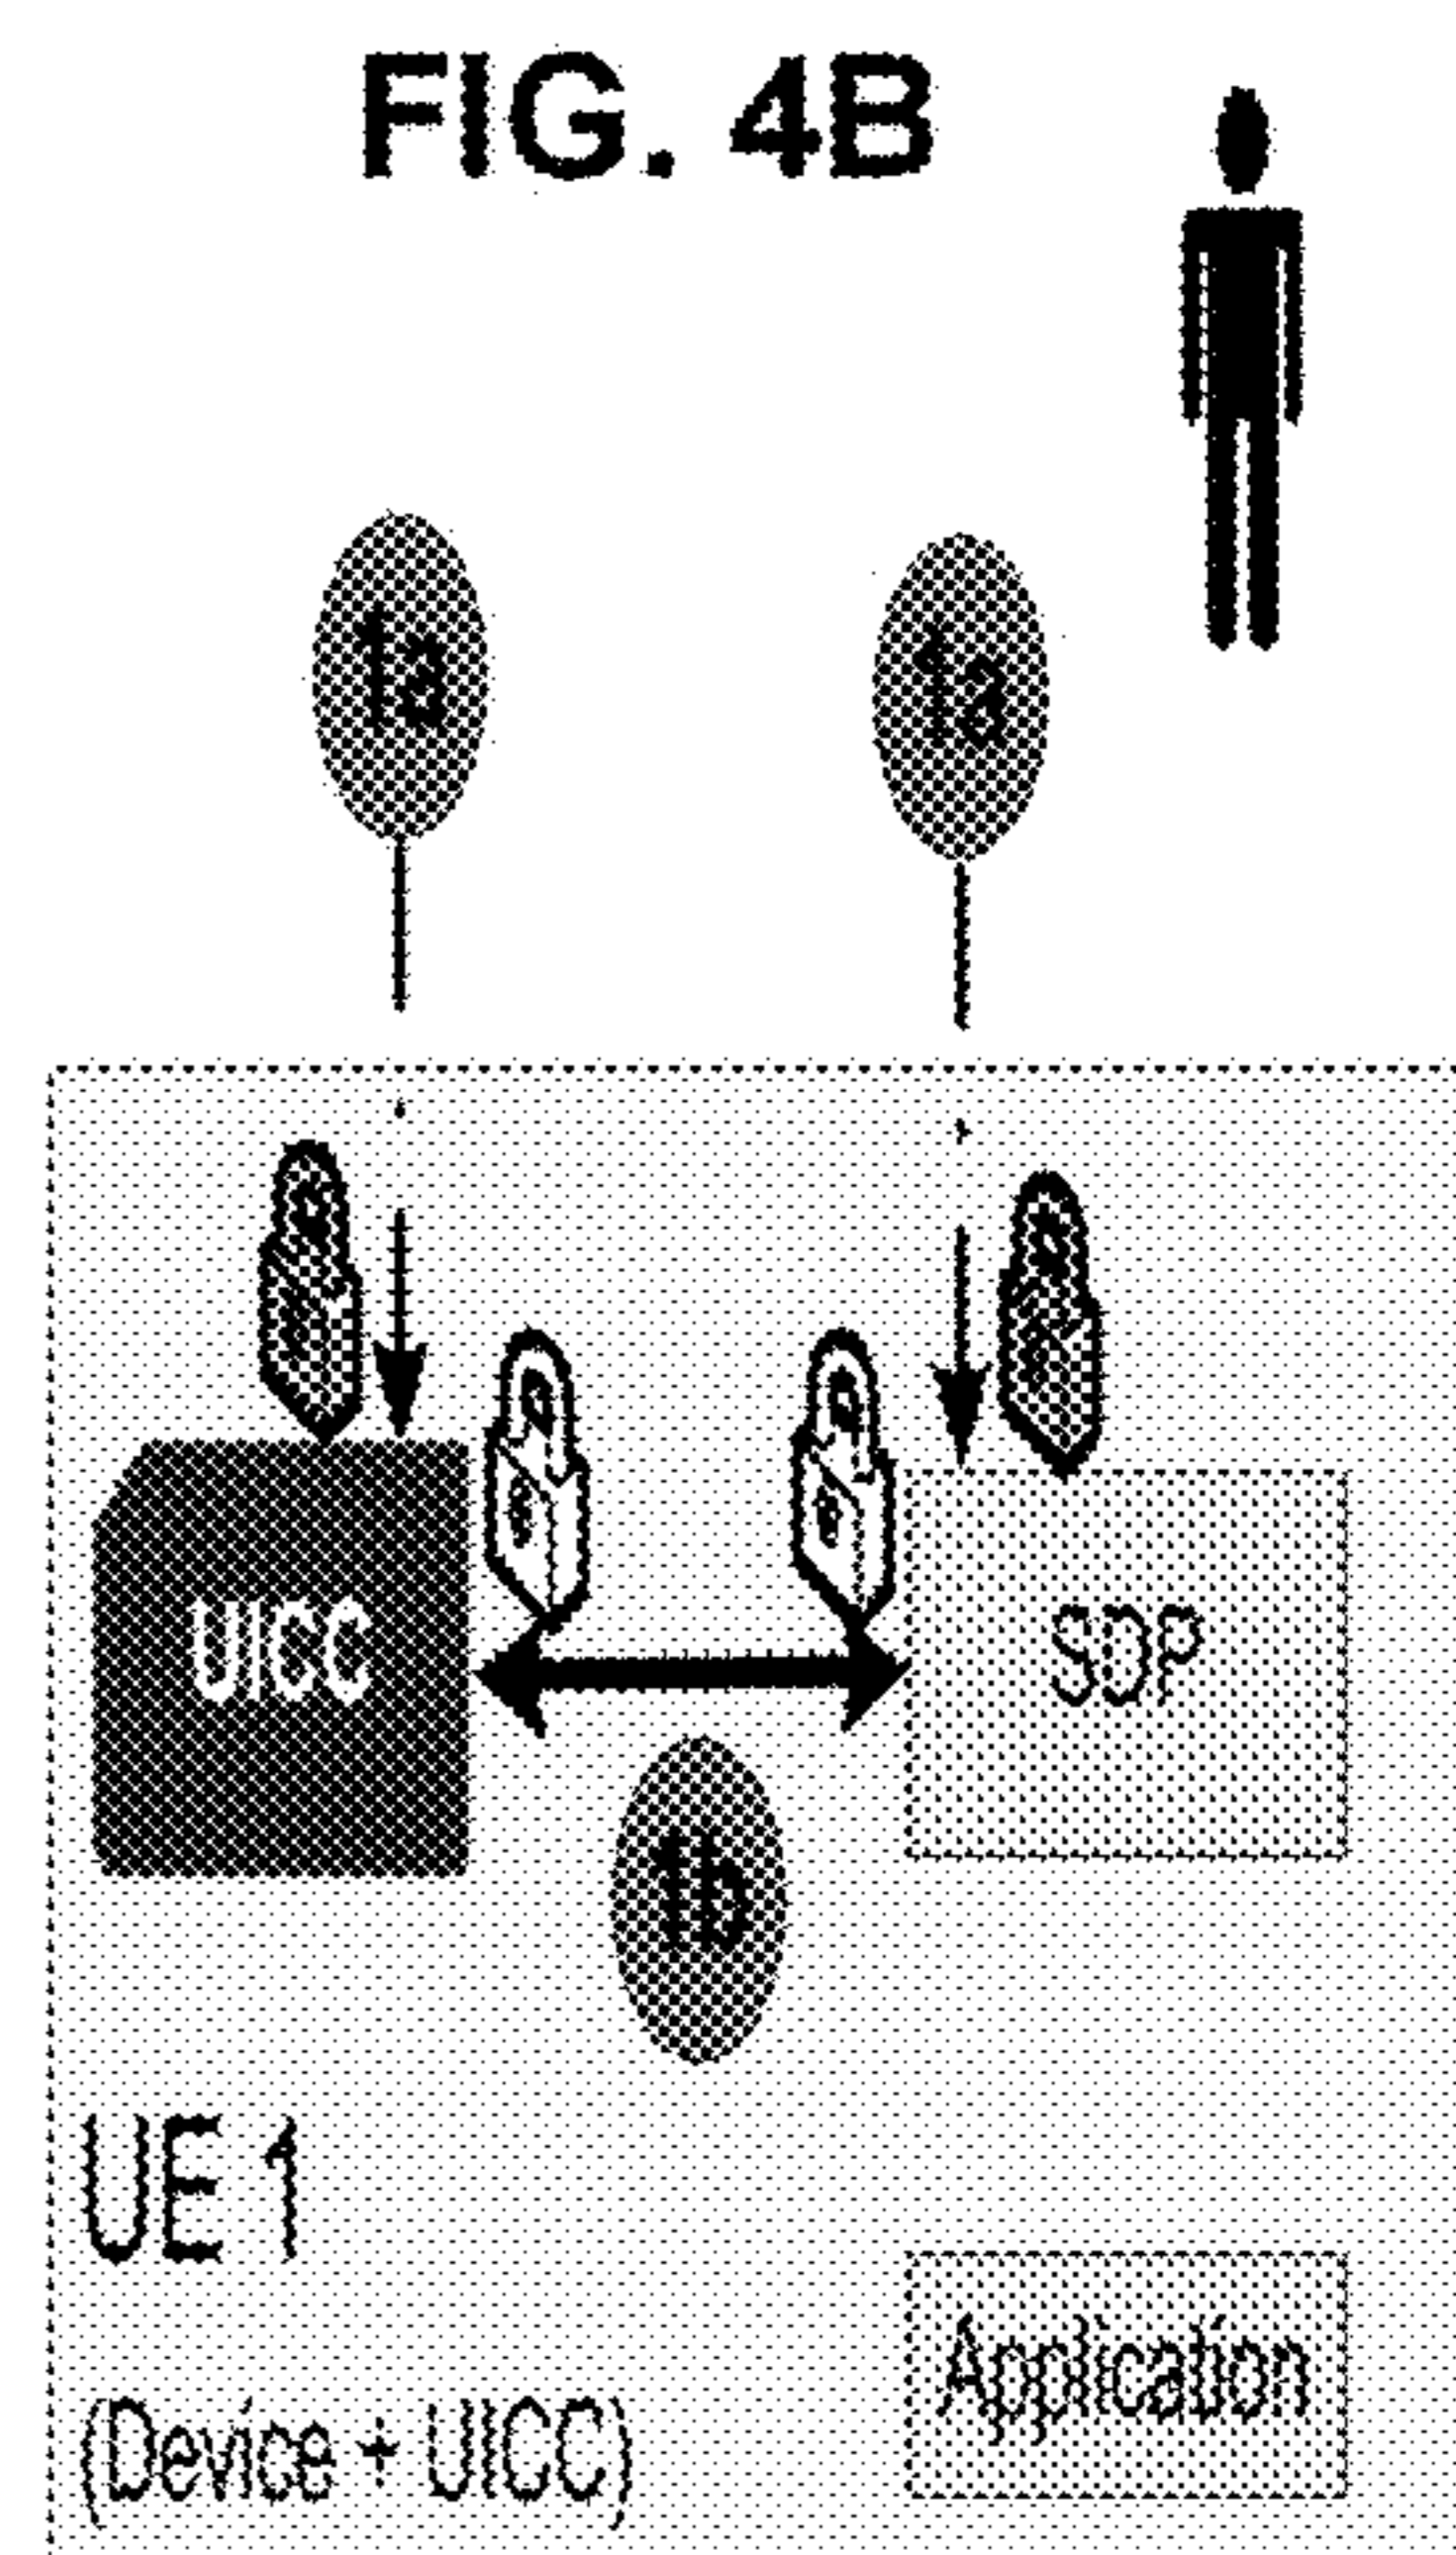 FIG. 4B
1a
1a
UICC
SDP
1b
UE 1
Application
(Device + UICC)